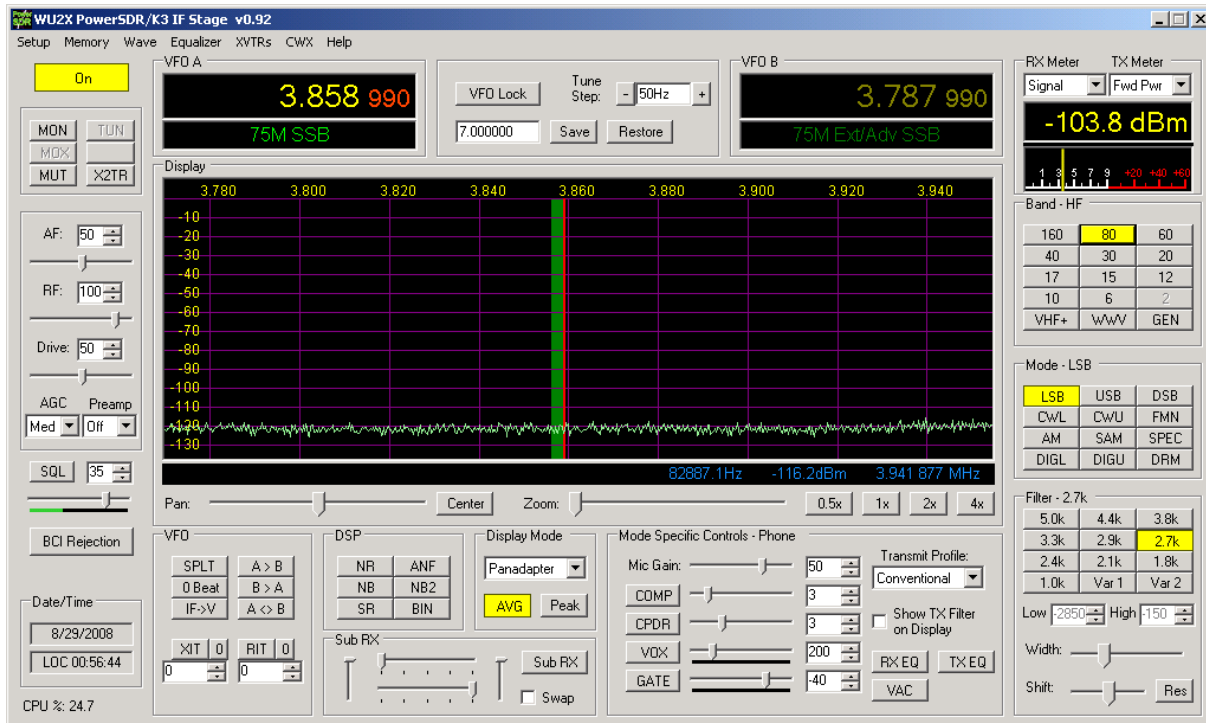 WU2X PowerSDR/K3 IF Stage v0.92
Setup Memory Wave Equalizer XVTRs CWX Help
On
MON TUN
MOX
MUT X2TR
AF: 50
RF: 100
Drive: 50
AGC Preamp
Med Off
SQL 35
BCI Rejection
Date/Time
8/29/2008
LOC 00:56:44
CPU %: 24.7
VFO A
3.858 990
75M SSB
VFO Lock
Tune Step: - 50Hz +
7.000000 Save Restore
VFO B
3.787 990
75M Ext/Adv SSB
Display
3.780 3.800 3.820 3.840 3.860 3.880 3.900 3.920 3.940
-10
-20
-30
-40
-50
-60
-70
-80
-90
-100
-110
-120
-130
82887.1Hz -116.2dBm 3.941 877 MHz
Pan: Center Zoom: 0.5x 1x 2x 4x
VFO
SPLT A > B
0 Beat B > A
IF->V A <> B
XIT 0 RIT 0
0 0
DSP
NR ANF
NB NB2
SR BIN
Display Mode
Panadapter
AVG Peak
Sub RX
Sub RX
Swap
Mode Specific Controls - Phone
Mic Gain: 50
COMP 3
CPDR 3
VOX 200
GATE -40
Transmit Profile:
Conventional
Show TX Filter
on Display
RX EQ TX EQ
VAC
RX Meter TX Meter
Signal Fwd Pwr
-103.8 dBm
1 3 5 7 9 +20 +40 +60
Band - HF
160 80 60
40 30 20
17 15 12
10 6 2
VHF+ WWV GEN
Mode - LSB
LSB USB DSB
CWL CWU FMN
AM SAM SPEC
DIGL DIGU DRM
Filter - 2.7k
5.0k 4.4k 3.8k
3.3k 2.9k 2.7k
2.4k 2.1k 1.8k
1.0k Var 1 Var 2
Low -2850 High -150
Width:
Shift: Res